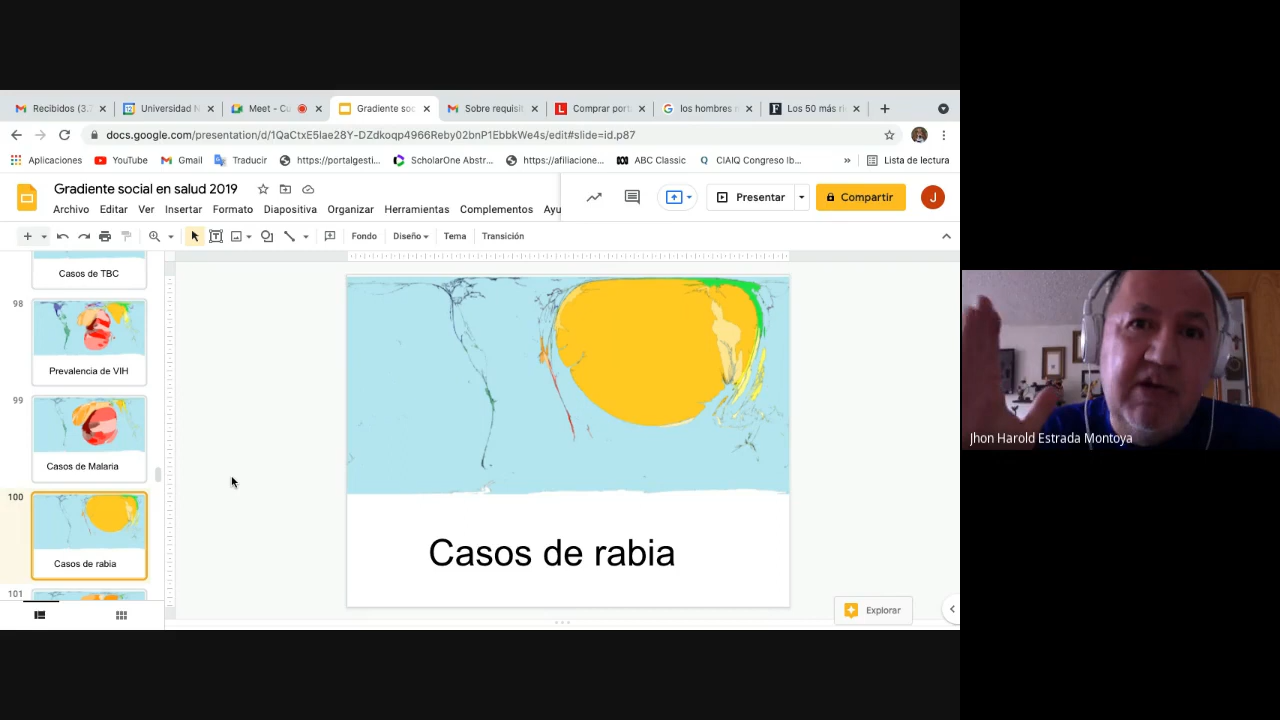 Recibidos (3.
Universidad N
Meet - Cu
Gradiente soc
Sobre requisit
Comprar port
los hombres m
Los 50 más ri
docs.google.com/presentation/d/1QaCtxE5lae28Y-DZdkoqp4966Reby02bnP1EbbkWe4s/edit#slide=id.p87
Aplicaciones
YouTube
Gmail
Traducir
https://portalgesti...
ScholarOne Abstr...
https://afiliacione...
ABC Classic
CIAIQ Congreso Ib...
»
Lista de lectura
Gradiente social en salud 2019
Archivo Editar Ver Insertar Formato Diapositiva Organizar Herramientas Complementos Ayu
Presentar
Compartir
J
Fondo
Diseño
Tema
Transición
Casos de TBC
98
Prevalencia de VIH
99
Casos de Malaria
100
Casos de rabia
101
Casos de rabia
Explorar
Jhon Harold Estrada Montoya